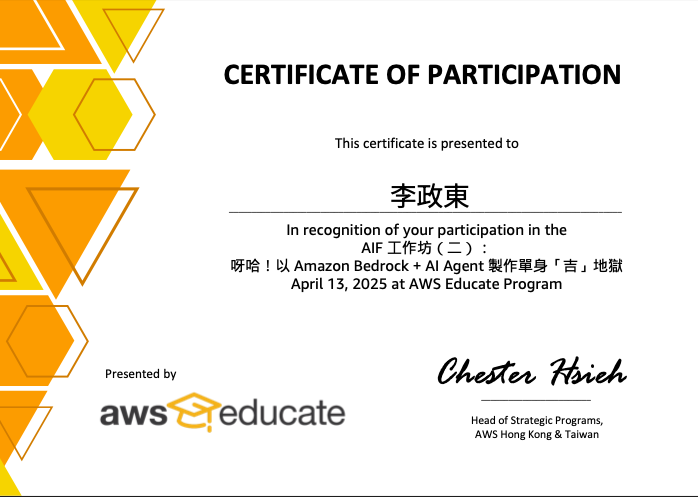 CERTIFICATE OF PARTICIPATION
This certificate is presented to
李政東
In recognition of your participation in the
AIF 工作坊（二）：
呀哈！以 Amazon Bedrock + AI Agent 製作單身「吉」地獄
April 13, 2025 at AWS Educate Program
Presented by
aws educate
Chester Hsieh
Head of Strategic Programs,
AWS Hong Kong & Taiwan